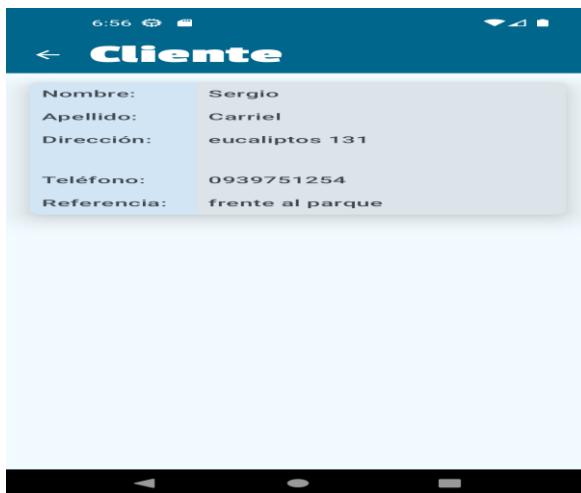 6:56
Cliente
Nombre: Sergio
Apellido: Carriel
Dirección: eucaliptos 131
Teléfono: 0939751254
Referencia: frente al parque